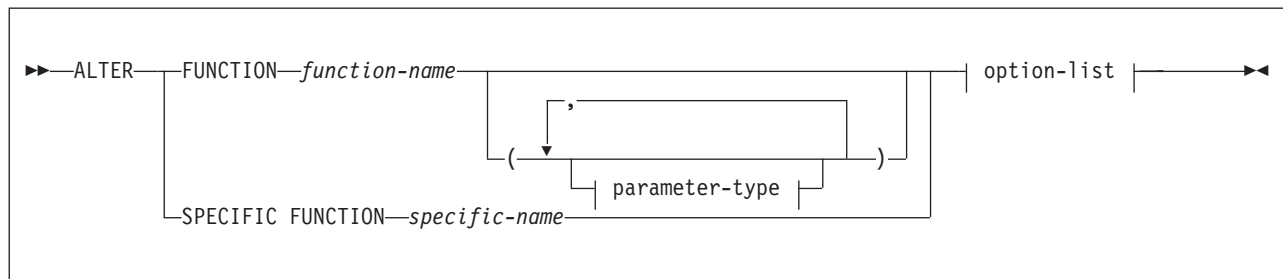 ALTER FUNCTION function-name option-list
,
( parameter-type )
SPECIFIC FUNCTION specific-name